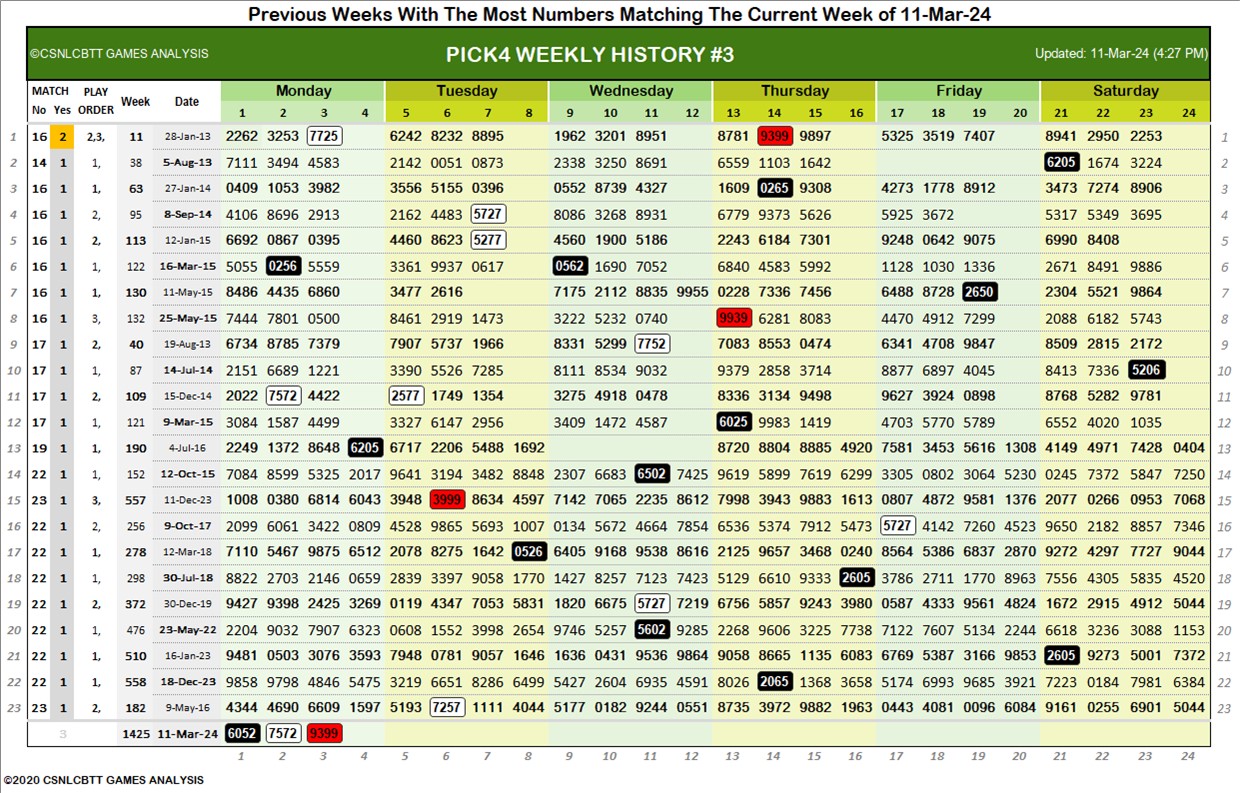 Previous Weeks With The Most Numbers Matching The Current Week of 11-Mar-24
©CSNLCBTT GAMES ANALYSIS PICK4 WEEKLY HISTORY #3 Updated: 11-Mar-24 (4:27 PM)
MATCH PLAY Week Date Monday Tuesday Wednesday Thursday Friday Saturday
No Yes ORDER 1 2 3 4 5 6 7 8 9 10 11 12 13 14 15 16 17 18 19 20 21 22 23 24
1 16 2 2,3, 11 28-Jan-13 2262 3253 7725 6242 8232 8895 1962 3201 8951 8781 9399 9897 5325 3519 7407 8941 2950 2253 1
2 14 1 1, 38 5-Aug-13 7111 3494 4583 2142 0051 0873 2338 3250 8691 6559 1103 1642 6205 1674 3224 2
3 16 1 1, 63 27-Jan-14 0409 1053 3982 3556 5155 0396 0552 8739 4327 1609 0265 9308 4273 1778 8912 3473 7274 8906 3
4 16 1 2, 95 8-Sep-14 4106 8696 2913 2162 4483 5727 8086 3268 8931 6779 9373 5626 5925 3672 5317 5349 3695 4
5 16 1 2, 113 12-Jan-15 6692 0867 0395 4460 8623 5277 4560 1900 5186 2243 6184 7301 9248 0642 9075 6990 8408 5
6 16 1 1, 122 16-Mar-15 5055 0256 5559 3361 9937 0617 0562 1690 7052 6840 4583 5992 1128 1030 1336 2671 8491 9886 6
7 16 1 1, 130 11-May-15 8486 4435 6860 3477 2616 7175 2112 8835 9955 0228 7336 7456 6488 8728 2650 2304 5521 9864 7
8 16 1 3, 132 25-May-15 7444 7801 0500 8461 2919 1473 3222 5232 0740 9939 6281 8083 4470 4912 7299 2088 6182 5743 8
9 17 1 2, 40 19-Aug-13 6734 8785 7379 7907 5737 1966 8331 5299 7752 7083 8553 0474 6341 4708 9847 8509 2815 2172 9
10 17 1 1, 87 14-Jul-14 2151 6689 1221 3390 5526 7285 8111 8534 9032 9379 2858 3714 8877 6897 4045 8413 7336 5206 10
11 17 1 2, 109 15-Dec-14 2022 7572 4422 2577 1749 1354 3275 4918 0478 8336 3134 9498 9627 3924 0898 8768 5282 9781 11
12 17 1 1, 121 9-Mar-15 3084 1587 4499 3327 6147 2956 3409 1472 4587 6025 9983 1419 4703 5770 5789 6552 4020 1035 12
13 19 1 1, 190 4-Jul-16 2249 1372 8648 6205 6717 2206 5488 1692 8720 8804 8885 4920 7581 3453 5616 1308 4149 4971 7428 0404 13
14 22 1 1, 152 12-Oct-15 7084 8599 5325 2017 9641 3194 3482 8848 2307 6683 6502 7425 9619 5899 7619 6299 3305 0802 3064 5230 0245 7372 5847 7250 14
15 23 1 3, 557 11-Dec-23 1008 0380 6814 6043 3948 3999 8634 4597 7142 7065 2235 8612 7998 3943 9883 1613 0807 4872 9581 1376 2077 0266 0953 7068 15
16 22 1 2, 256 9-Oct-17 2099 6061 3422 0809 4528 9865 5693 1007 0134 5672 4664 7854 6536 5374 7912 5473 5727 4142 7260 4523 9650 2182 8857 7346 16
17 22 1 1, 278 12-Mar-18 7110 5467 9875 6512 2078 8275 1642 0526 6405 9168 9538 8616 2125 9657 3468 0240 8564 5386 6837 2870 9272 4297 7727 9044 17
18 22 1 1, 298 30-Jul-18 8822 2703 2146 0659 2839 3397 9058 1770 1427 8257 7123 7423 5129 6610 9333 2605 3786 2711 1770 8963 7556 4305 5835 4520 18
19 22 1 2, 372 30-Dec-19 9427 9398 2425 3269 0119 4347 7053 5831 1820 6675 5727 7219 6756 5857 9243 3980 0587 4333 9561 4824 1672 2915 4912 5044 19
20 22 1 1, 476 23-May-22 2204 9032 7907 6323 0608 1552 3998 2654 9746 5257 5602 9285 2268 9606 3225 7738 7122 7607 5134 2244 6618 3236 3088 1153 20
21 22 1 1, 510 16-Jan-23 9481 0503 3076 3593 7948 0781 9057 1646 1636 0431 9536 9864 9058 8665 1135 6083 6769 5387 3166 9853 2605 9273 5001 7372 21
22 22 1 1, 558 18-Dec-23 9858 9798 4846 5475 3219 6651 8286 6499 5427 2604 6935 4591 8026 2065 1368 3658 5174 6993 9685 3921 7223 0184 7981 6384 22
23 23 1 2, 182 9-May-16 4344 4690 6609 1597 5193 7257 1111 4044 5177 0182 9244 0551 8735 3972 9882 1963 0443 4081 0096 6084 9161 0255 6901 5044 23
3 1425 11-Mar-24 6052 7572 9399
1 2 3 4 5 6 7 8 9 10 11 12 13 14 15 16 17 18 19 20 21 22 23 24
©2020 CSNLCBTT GAMES ANALYSIS